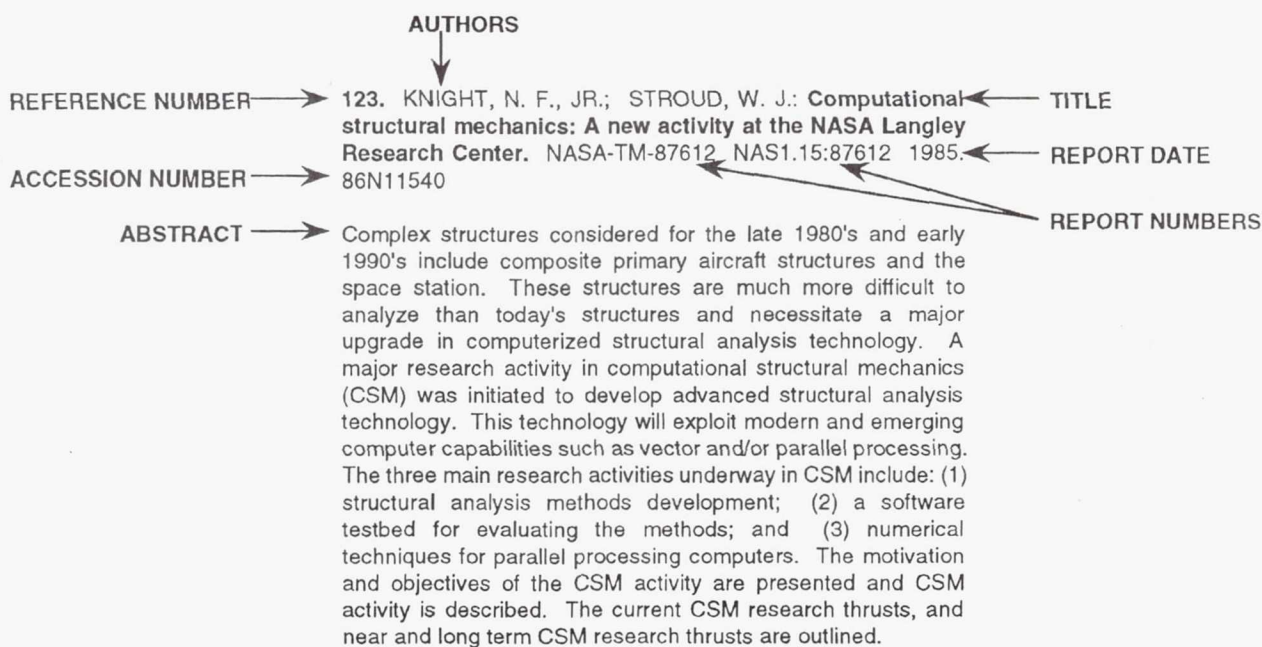 AUTHORS
REFERENCE NUMBER 123. KNIGHT, N. F., JR.; STROUD, W. J.: Computational TITLE
structural mechanics: A new activity at the NASA Langley
Research Center. NASA-TM-87612 NAS1.15:87612 1985. REPORT DATE
ACCESSION NUMBER 86N11540
REPORT NUMBERS
ABSTRACT Complex structures considered for the late 1980's and early
1990's include composite primary aircraft structures and the
space station. These structures are much more difficult to
analyze than today's structures and necessitate a major
upgrade in computerized structural analysis technology. A
major research activity in computational structural mechanics
(CSM) was initiated to develop advanced structural analysis
technology. This technology will exploit modern and emerging
computer capabilities such as vector and/or parallel processing.
The three main research activities underway in CSM include: (1)
structural analysis methods development; (2) a software
testbed for evaluating the methods; and (3) numerical
techniques for parallel processing computers. The motivation
and objectives of the CSM activity are presented and CSM
activity is described. The current CSM research thrusts, and
near and long term CSM research thrusts are outlined.